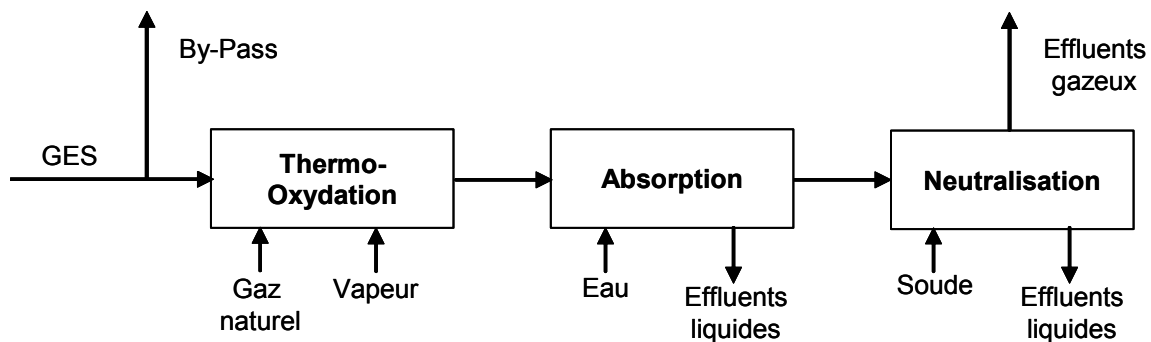 By-Pass
Effluents
gazeux
GES
Thermo-
Oxydation
Absorption
Neutralisation
Gaz
naturel
Vapeur
Eau
Effluents
liquides
Soude
Effluents
liquides